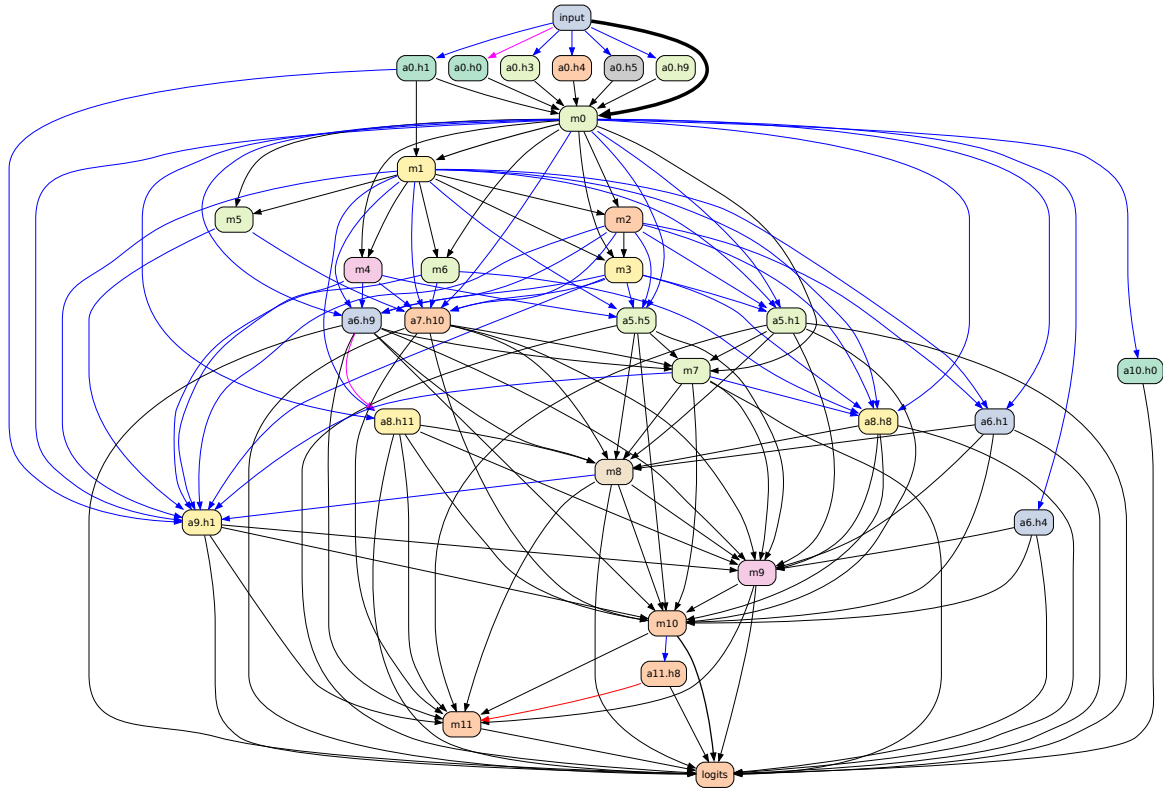 input
a0.h1 a0.h0 a0.h3 a0.h4 a0.h5 a0.h9
m0
m1
m5 m2
m4 m6 m3
a6.h9 a7.h10 a5.h5 a5.h1
m7 a10.h0
a8.h11 a8.h8 a6.h1
m8
a9.h1 a6.h4
m9
m10
a11.h8
m11
logits